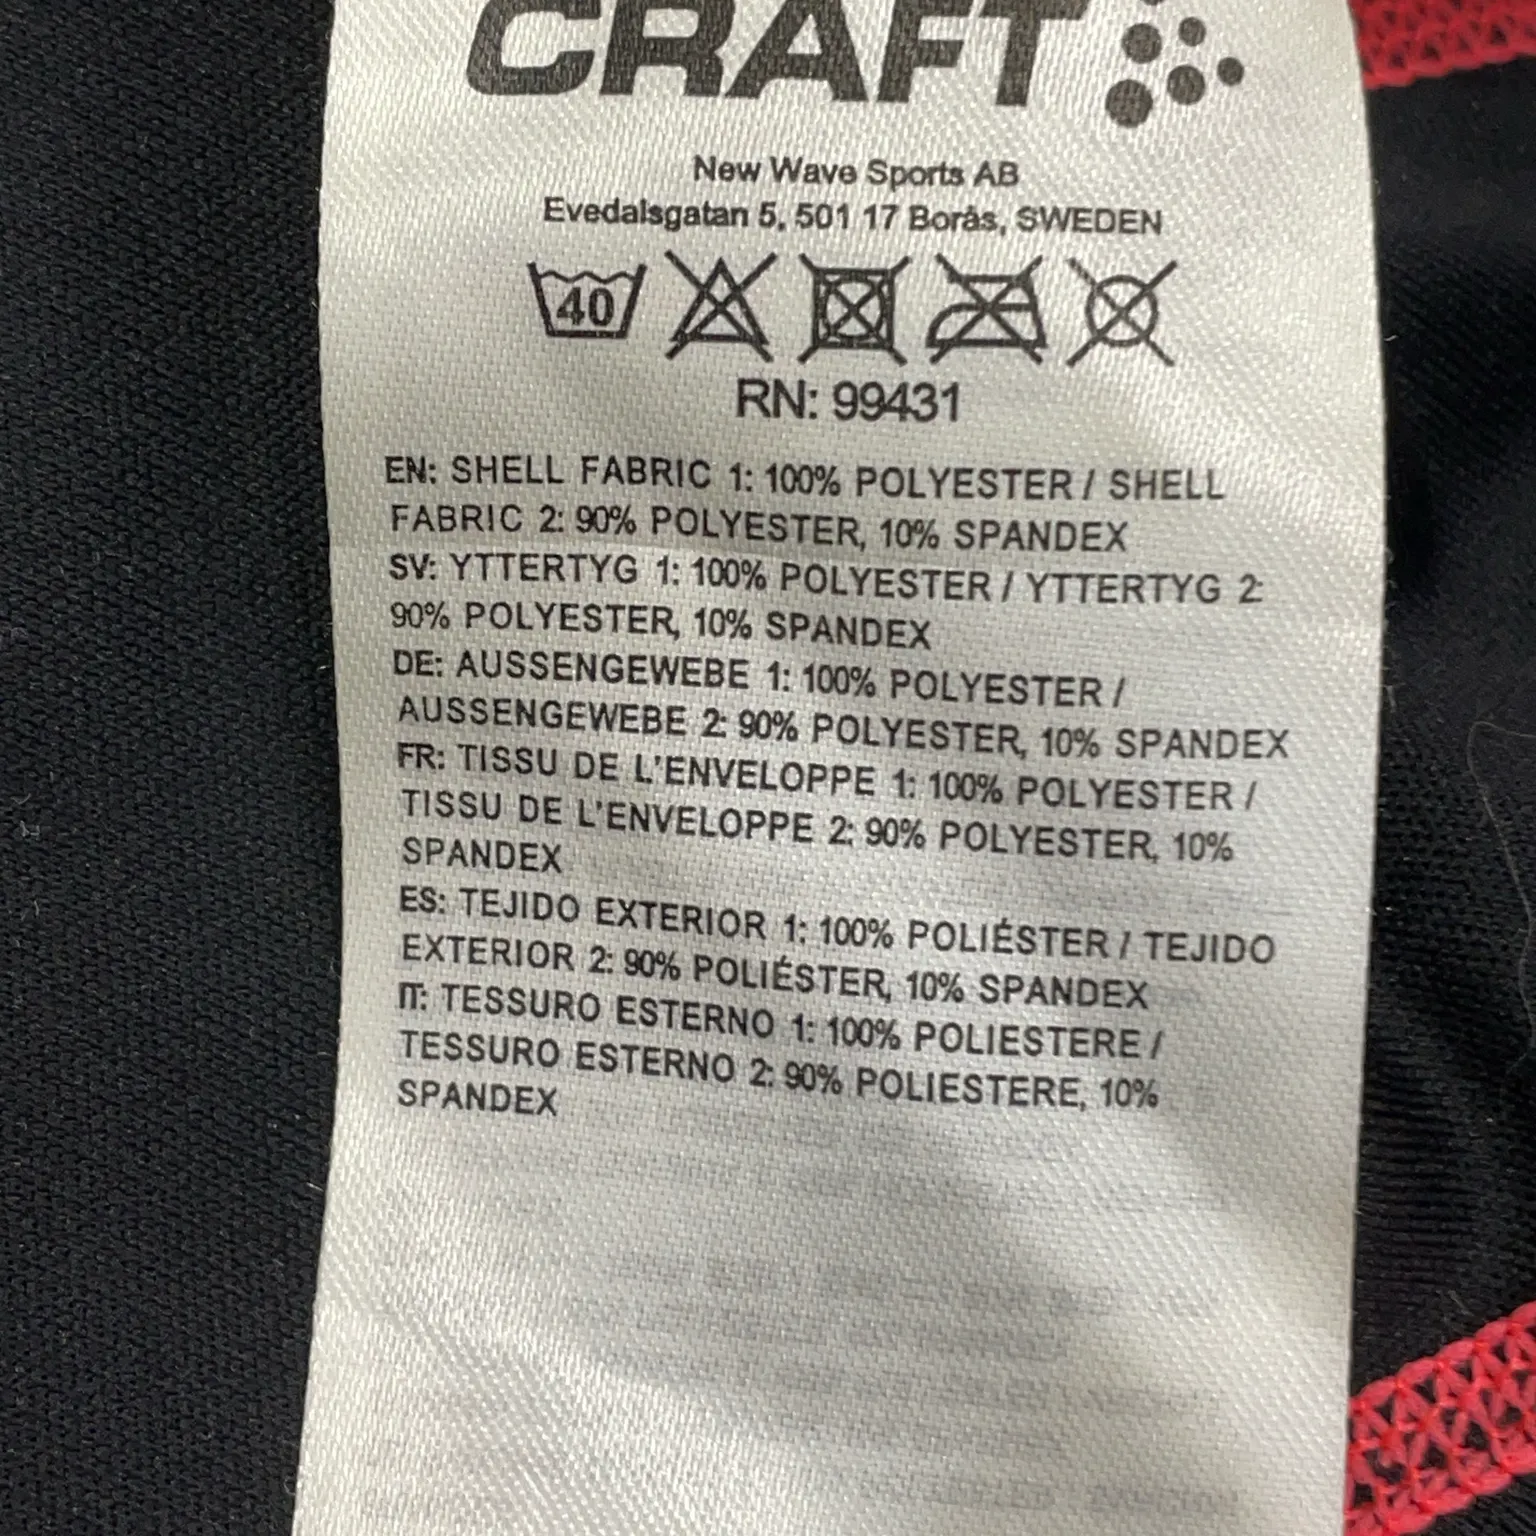 CRAFT
New Wave Sports AB
Evedalsgatan 5, 501 17 Borås, SWEDEN
40
RN: 99431
EN: SHELL FABRIC 1: 100% POLYESTER / SHELL
FABRIC 2: 90% POLYESTER, 10% SPANDEX
SV: YTTERTYG 1: 100% POLYESTER / YTTERTYG 2:
90% POLYESTER, 10% SPANDEX
DE: AUSSENGEWEBE 1: 100% POLYESTER /
AUSSENGEWEBE 2: 90% POLYESTER, 10% SPANDEX
FR: TISSU DE L'ENVELOPPE 1: 100% POLYESTER /
TISSU DE L'ENVELOPPE 2: 90% POLYESTER, 10%
SPANDEX
ES: TEJIDO EXTERIOR 1: 100% POLIÉSTER / TEJIDO
EXTERIOR 2: 90% POLIÉSTER, 10% SPANDEX
IT: TESSURO ESTERNO 1: 100% POLIESTERE /
TESSURO ESTERNO 2: 90% POLIESTERE, 10%
SPANDEX